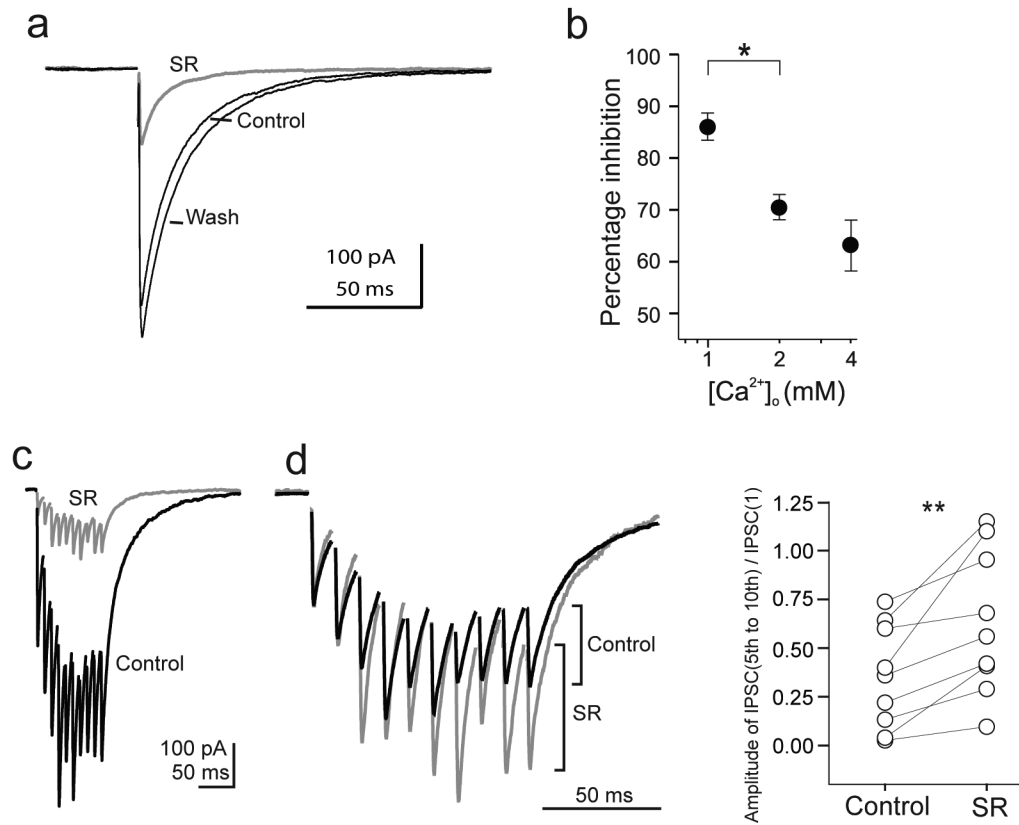 a
SR
Control
Wash
100 pA
50 ms
b
*
Percentage inhibition
100
90
80
70
60
50
1
2
4
[Ca²⁺]ₒ (mM)
c
SR
Control
100 pA
50 ms
d
Control
SR
50 ms
Amplitude of IPSC(5th to 10th) / IPSC(1)
1.25
1.00
0.75
0.50
0.25
0.00
**
Control
SR